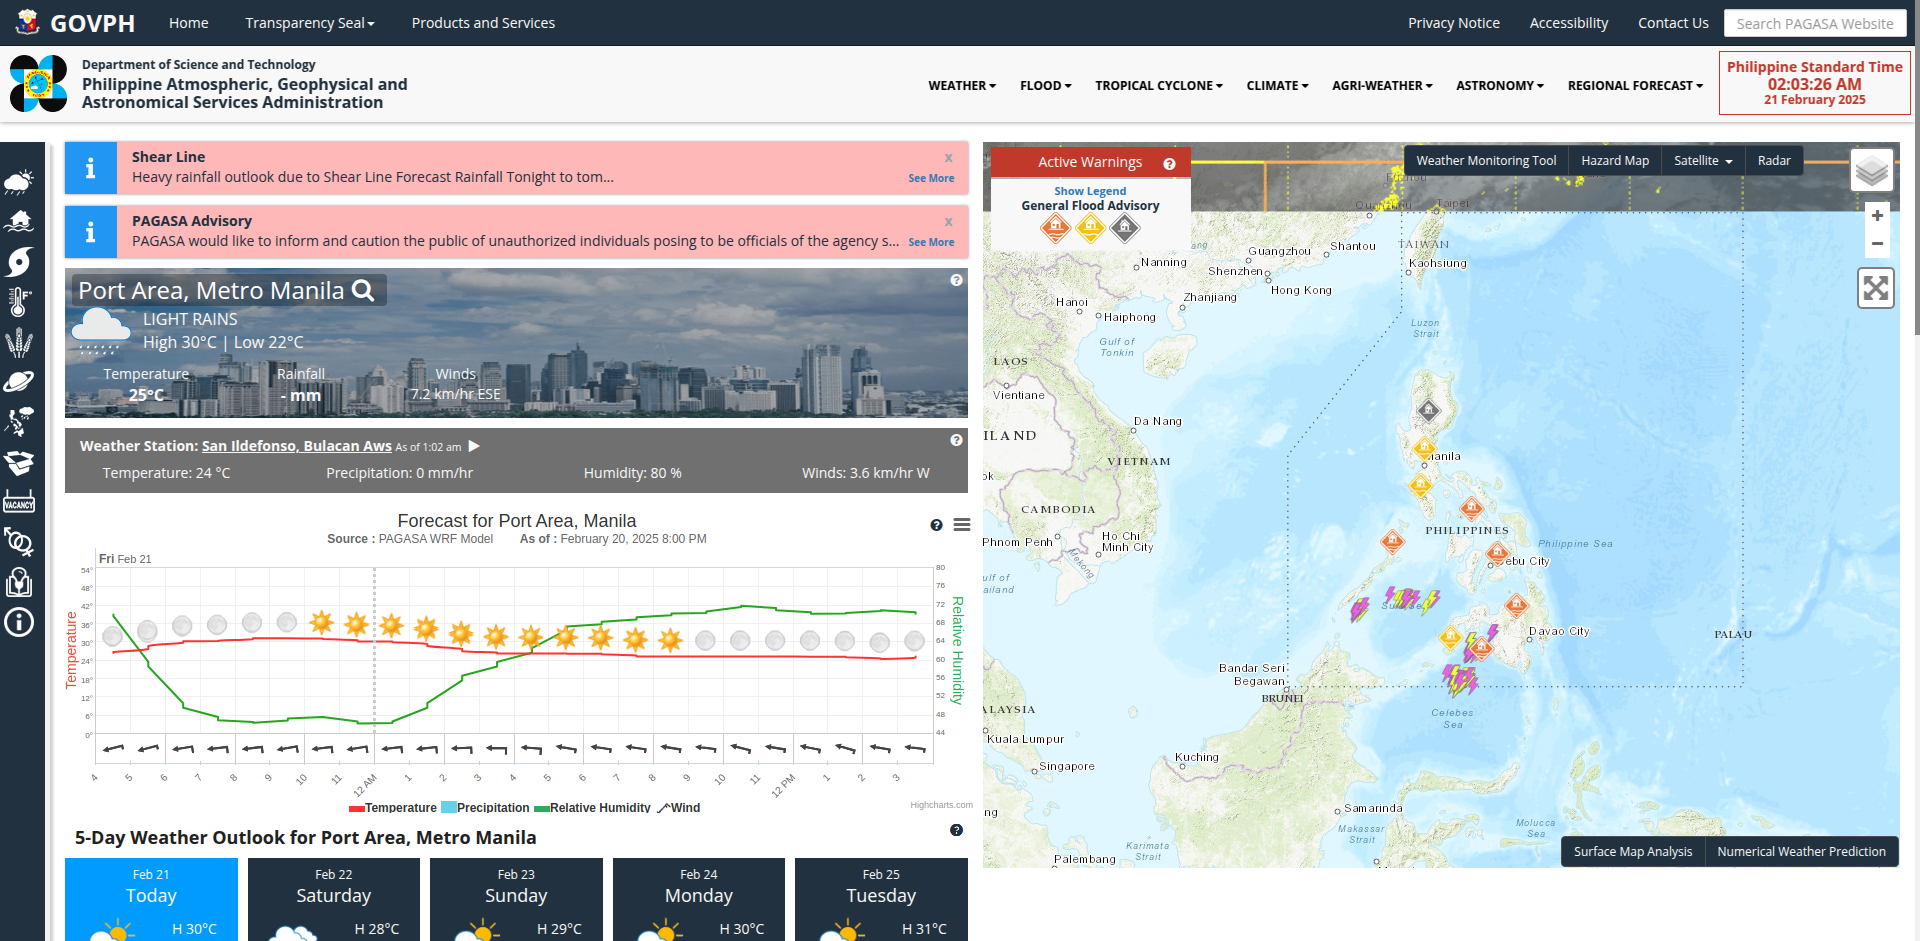 GOVPH
Home
Transparency Seal
Products and Services
Privacy Notice
Accessibility
Contact Us
Search PAGASA Website
Department of Science and Technology
Philippine Atmospheric, Geophysical and
Astronomical Services Administration
WEATHER
FLOOD
TROPICAL CYCLONE
CLIMATE
AGRI-WEATHER
ASTRONOMY
REGIONAL FORECAST
Philippine Standard Time
02:03:26 AM
21 February 2025
VACANCY
Shear Line
x
Heavy rainfall outlook due to Shear Line Forecast Rainfall Tonight to tom...
See More
PAGASA Advisory
x
PAGASA would like to inform and caution the public of unauthorized individuals posing to be officials of the agency s...
See More
Port Area, Metro Manila
LIGHT RAINS
High 30°C | Low 22°C
Temperature
25°C
Rainfall
- mm
Winds
7.2 km/hr ESE
Weather Station: San Ildefonso, Bulacan Aws As of 1:02 am
Temperature: 24 °C
Precipitation: 0 mm/hr
Humidity: 80 %
Winds: 3.6 km/hr W
Forecast for Port Area, Manila
Source : PAGASA WRF Model As of : February 20, 2025 8:00 PM
Fri Feb 21
Temperature
54°
48°
42°
36°
30°
24°
18°
12°
6°
0°
80
76
72
68
64
60
56
52
48
44
Relative Humidity
4 5 6 7 8 9 10 11 12 AM 1 2 3 4 5 6 7 8 9 10 11 12 PM 1 2 3
Temperature Precipitation Relative Humidity Wind
Highcharts.com
5-Day Weather Outlook for Port Area, Metro Manila
Feb 21
Today
H 30°C
Feb 22
Saturday
H 28°C
Feb 23
Sunday
H 29°C
Feb 24
Monday
H 30°C
Feb 25
Tuesday
H 31°C
Active Warnings
Show Legend
General Flood Advisory
Weather Monitoring Tool
Hazard Map
Satellite
Radar
+
−
Taipei
TAIWAN
Kaohsiung
Shantou
Guangzhou
Shenzhen
Hong Kong
Nanning
Zhanjiang
Hanoi
Haiphong
Gulf of
Tonkin
Luzon
Strait
LAOS
Vientiane
Da Nang
ILAND
VIETNAM
ok
CAMBODIA
Phnom Penh
Ho Chi
Minh City
Mekong
ulf of
ailand
anila
PHILIPPINES
Philippine Sea
ebu City
Davao City
PALAU
Bandar Seri
Begawan
BRUNEI
Celebes
Sea
ALAYSIA
Kuala Lumpur
Singapore
Kuching
Samarinda
Makassar
Strait
Molucca
Sea
ng
Karimata
Strait
Palembang
Surface Map Analysis
Numerical Weather Prediction